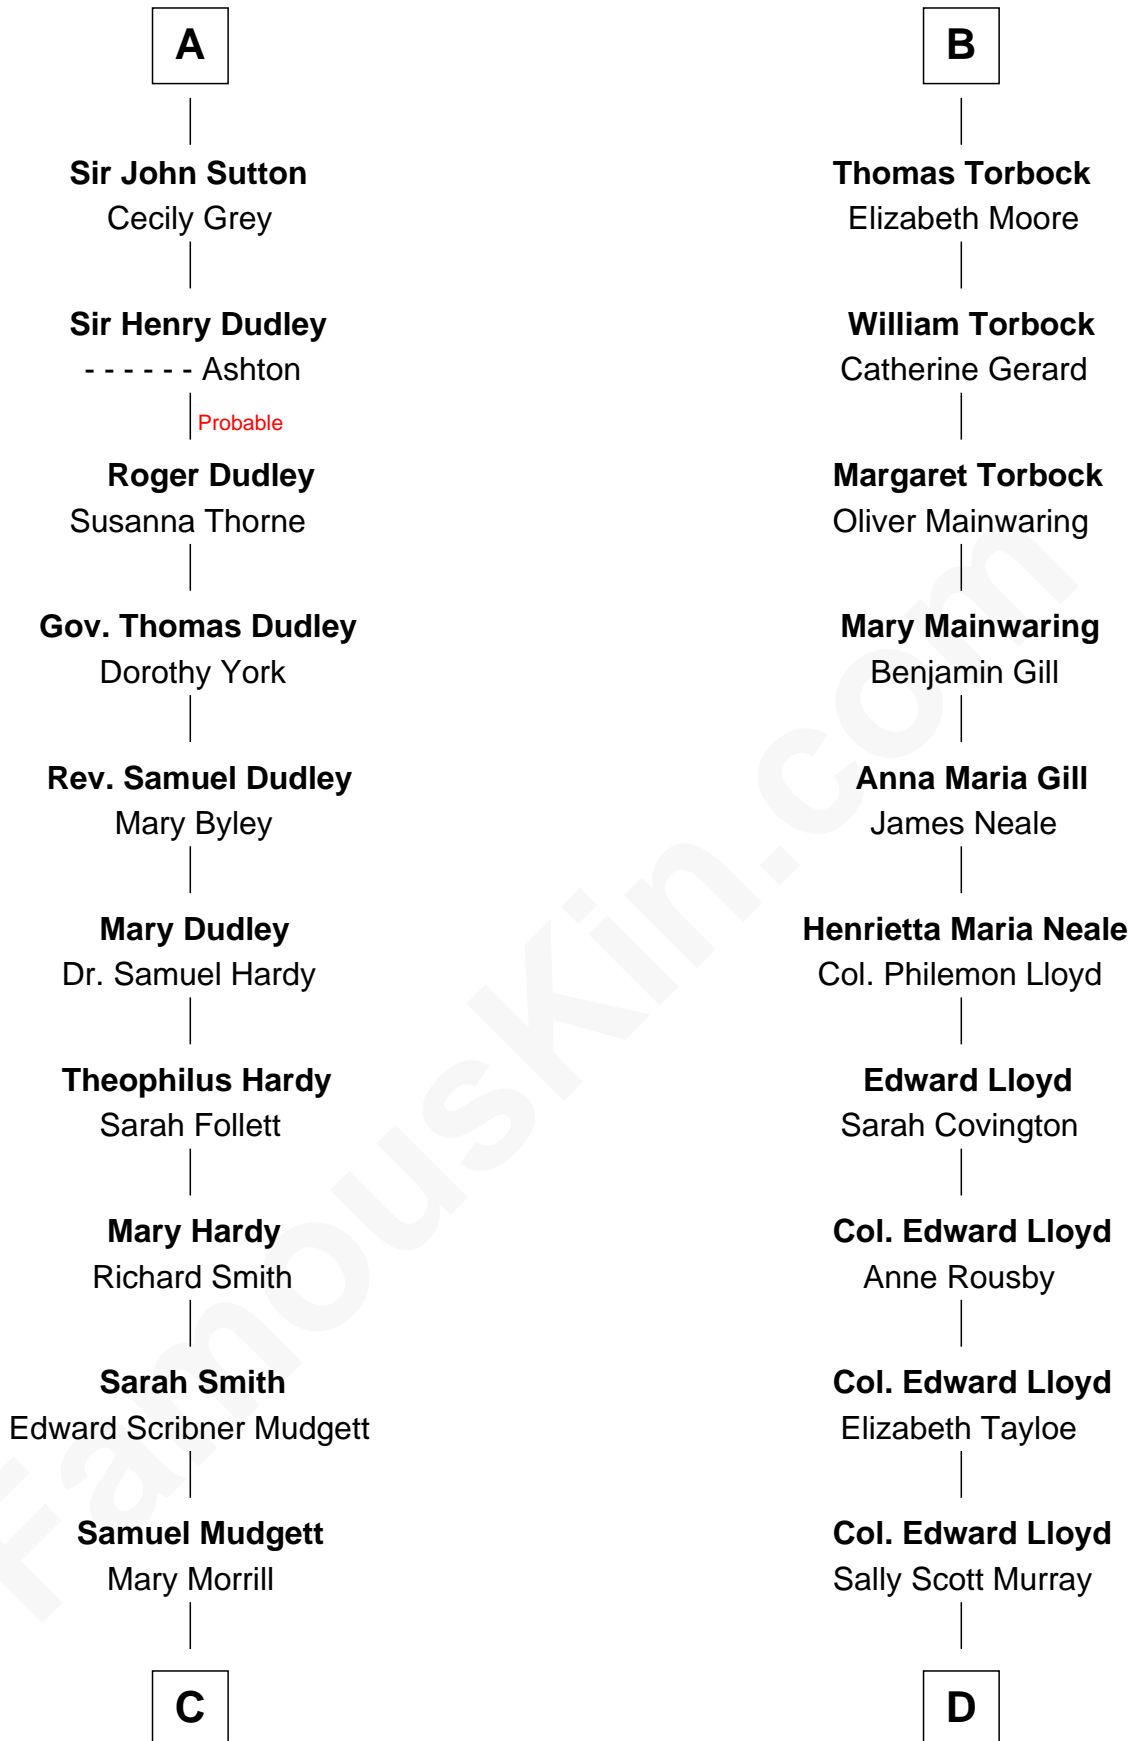 A
Sir John Sutton
Cecily Grey
Sir Henry Dudley
- - - - - - Ashton
Probable
Roger Dudley
Susanna Thorne
Gov. Thomas Dudley
Dorothy York
Rev. Samuel Dudley
Mary Byley
Mary Dudley
Dr. Samuel Hardy
Theophilus Hardy
Sarah Follett
Mary Hardy
Richard Smith
Sarah Smith
Edward Scribner Mudgett
Samuel Mudgett
Mary Morrill
C
B
Thomas Torbock
Elizabeth Moore
William Torbock
Catherine Gerard
Margaret Torbock
Oliver Mainwaring
Mary Mainwaring
Benjamin Gill
Anna Maria Gill
James Neale
Henrietta Maria Neale
Col. Philemon Lloyd
Edward Lloyd
Sarah Covington
Col. Edward Lloyd
Anne Rousby
Col. Edward Lloyd
Elizabeth Tayloe
Col. Edward Lloyd
Sally Scott Murray
D
FamousKin.com